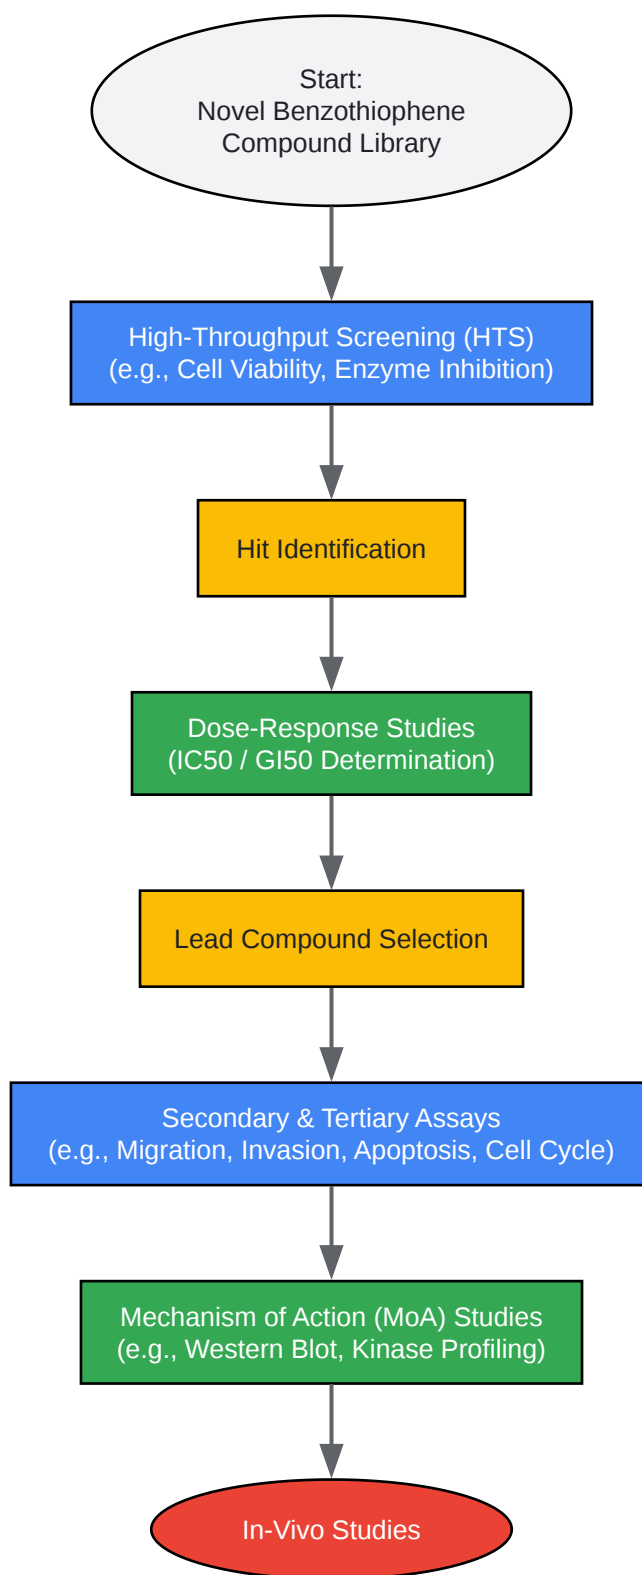 Start:
Novel Benzothiophene
Compound Library
High-Throughput Screening (HTS)
(e.g., Cell Viability, Enzyme Inhibition)
Hit Identification
Dose-Response Studies
(IC50 / GI50 Determination)
Lead Compound Selection
Secondary & Tertiary Assays
(e.g., Migration, Invasion, Apoptosis, Cell Cycle)
Mechanism of Action (MoA) Studies
(e.g., Western Blot, Kinase Profiling)
In-Vivo Studies